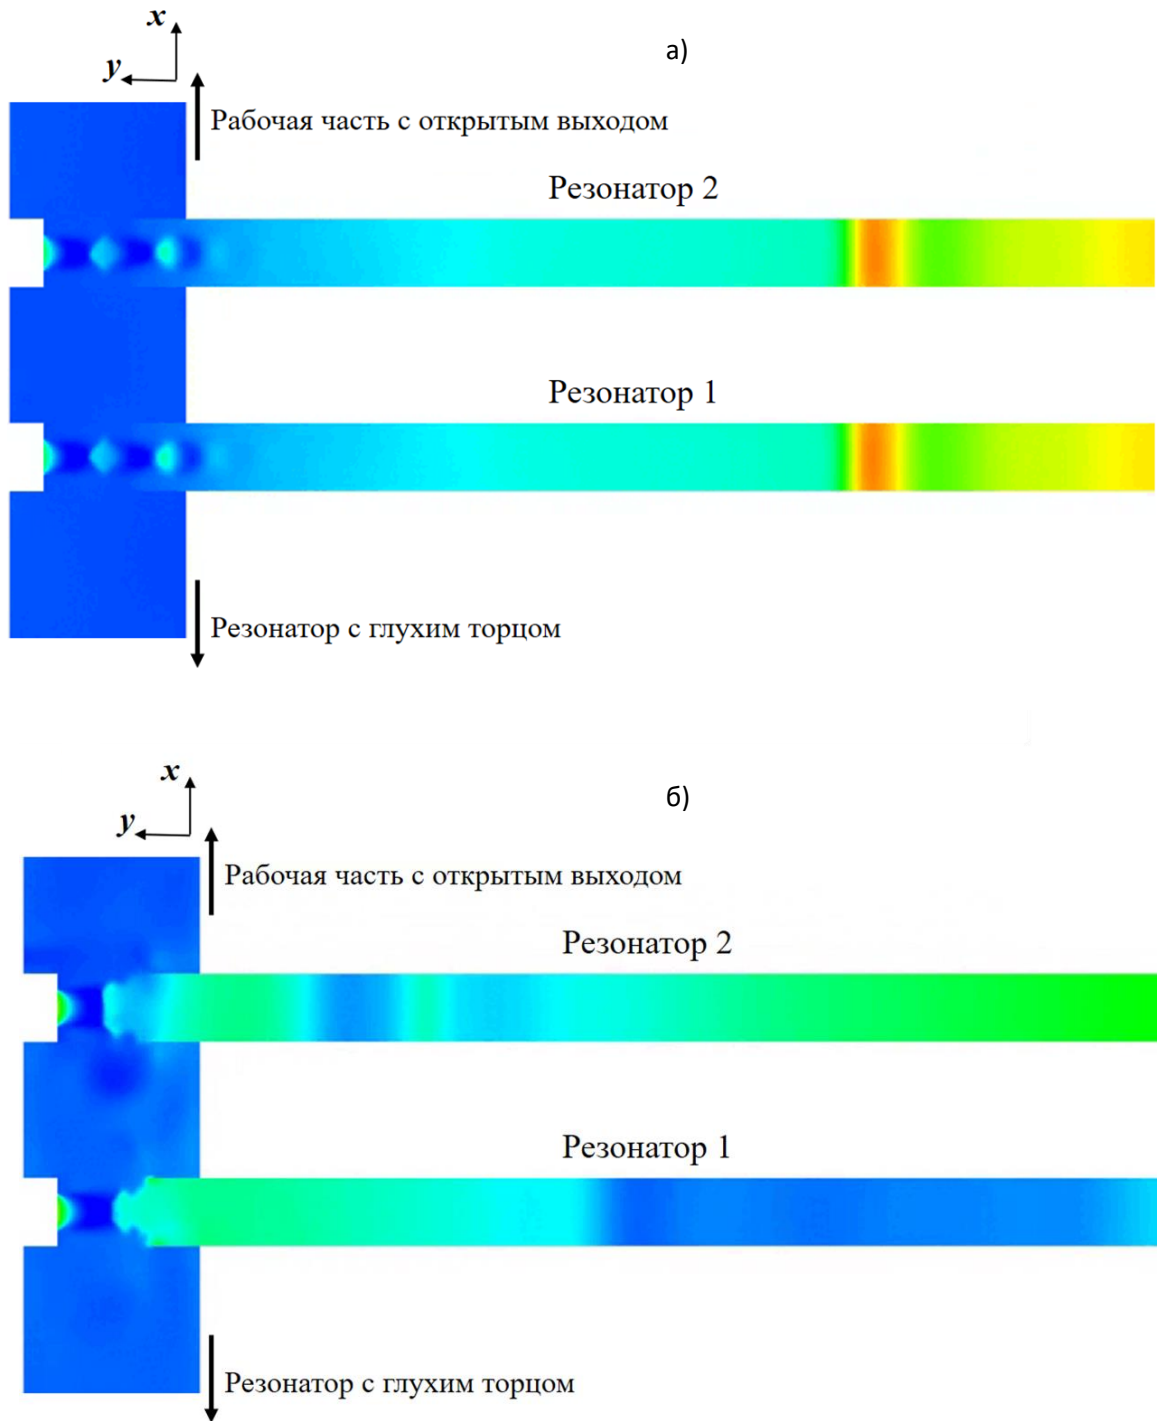 x
а)
y
Рабочая часть с открытым выходом
Резонатор 2
Резонатор 1
Резонатор с глухим торцом
x
б)
y
Рабочая часть с открытым выходом
Резонатор 2
Резонатор 1
Резонатор с глухим торцом